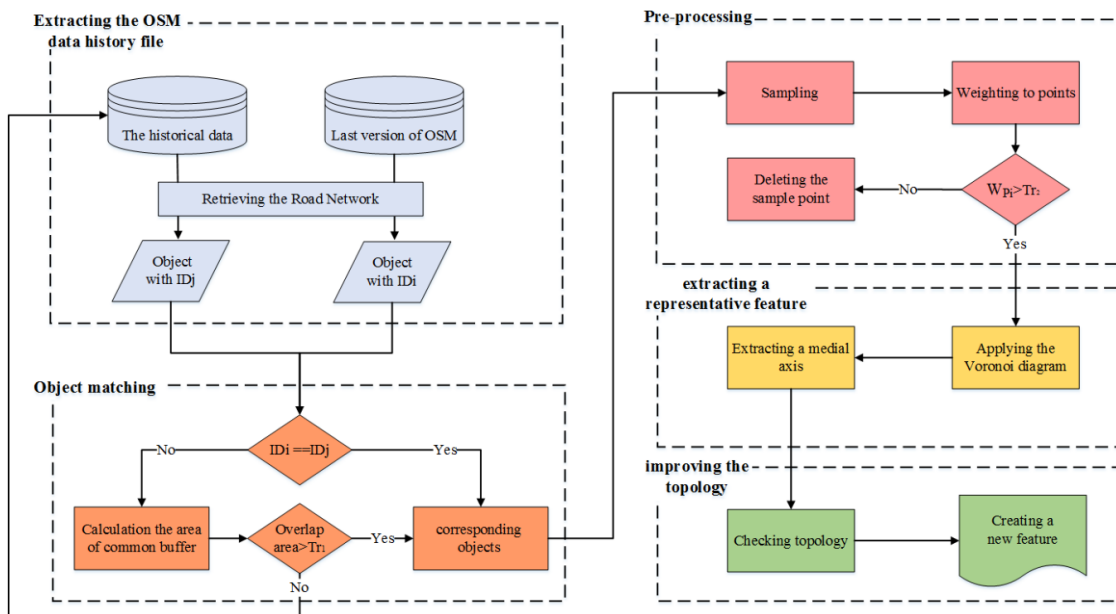 Extracting the OSM
data history file
The historical data
Last version of OSM
Retrieving the Road Network
Object
with IDj
Object
with IDi
Object matching
IDi ==IDj
No
Yes
Calculation the area
of common buffer
Overlap
area>Tr₁
Yes
corresponding
objects
No
Pre-processing
Sampling
Weighting to points
Deleting the
sample point
No
Wₚᵢ>Tr₂
Yes
extracting a
representative feature
Extracting a medial
axis
Applying the
Voronoi diagram
improving the
topology
Checking topology
Creating a
new feature